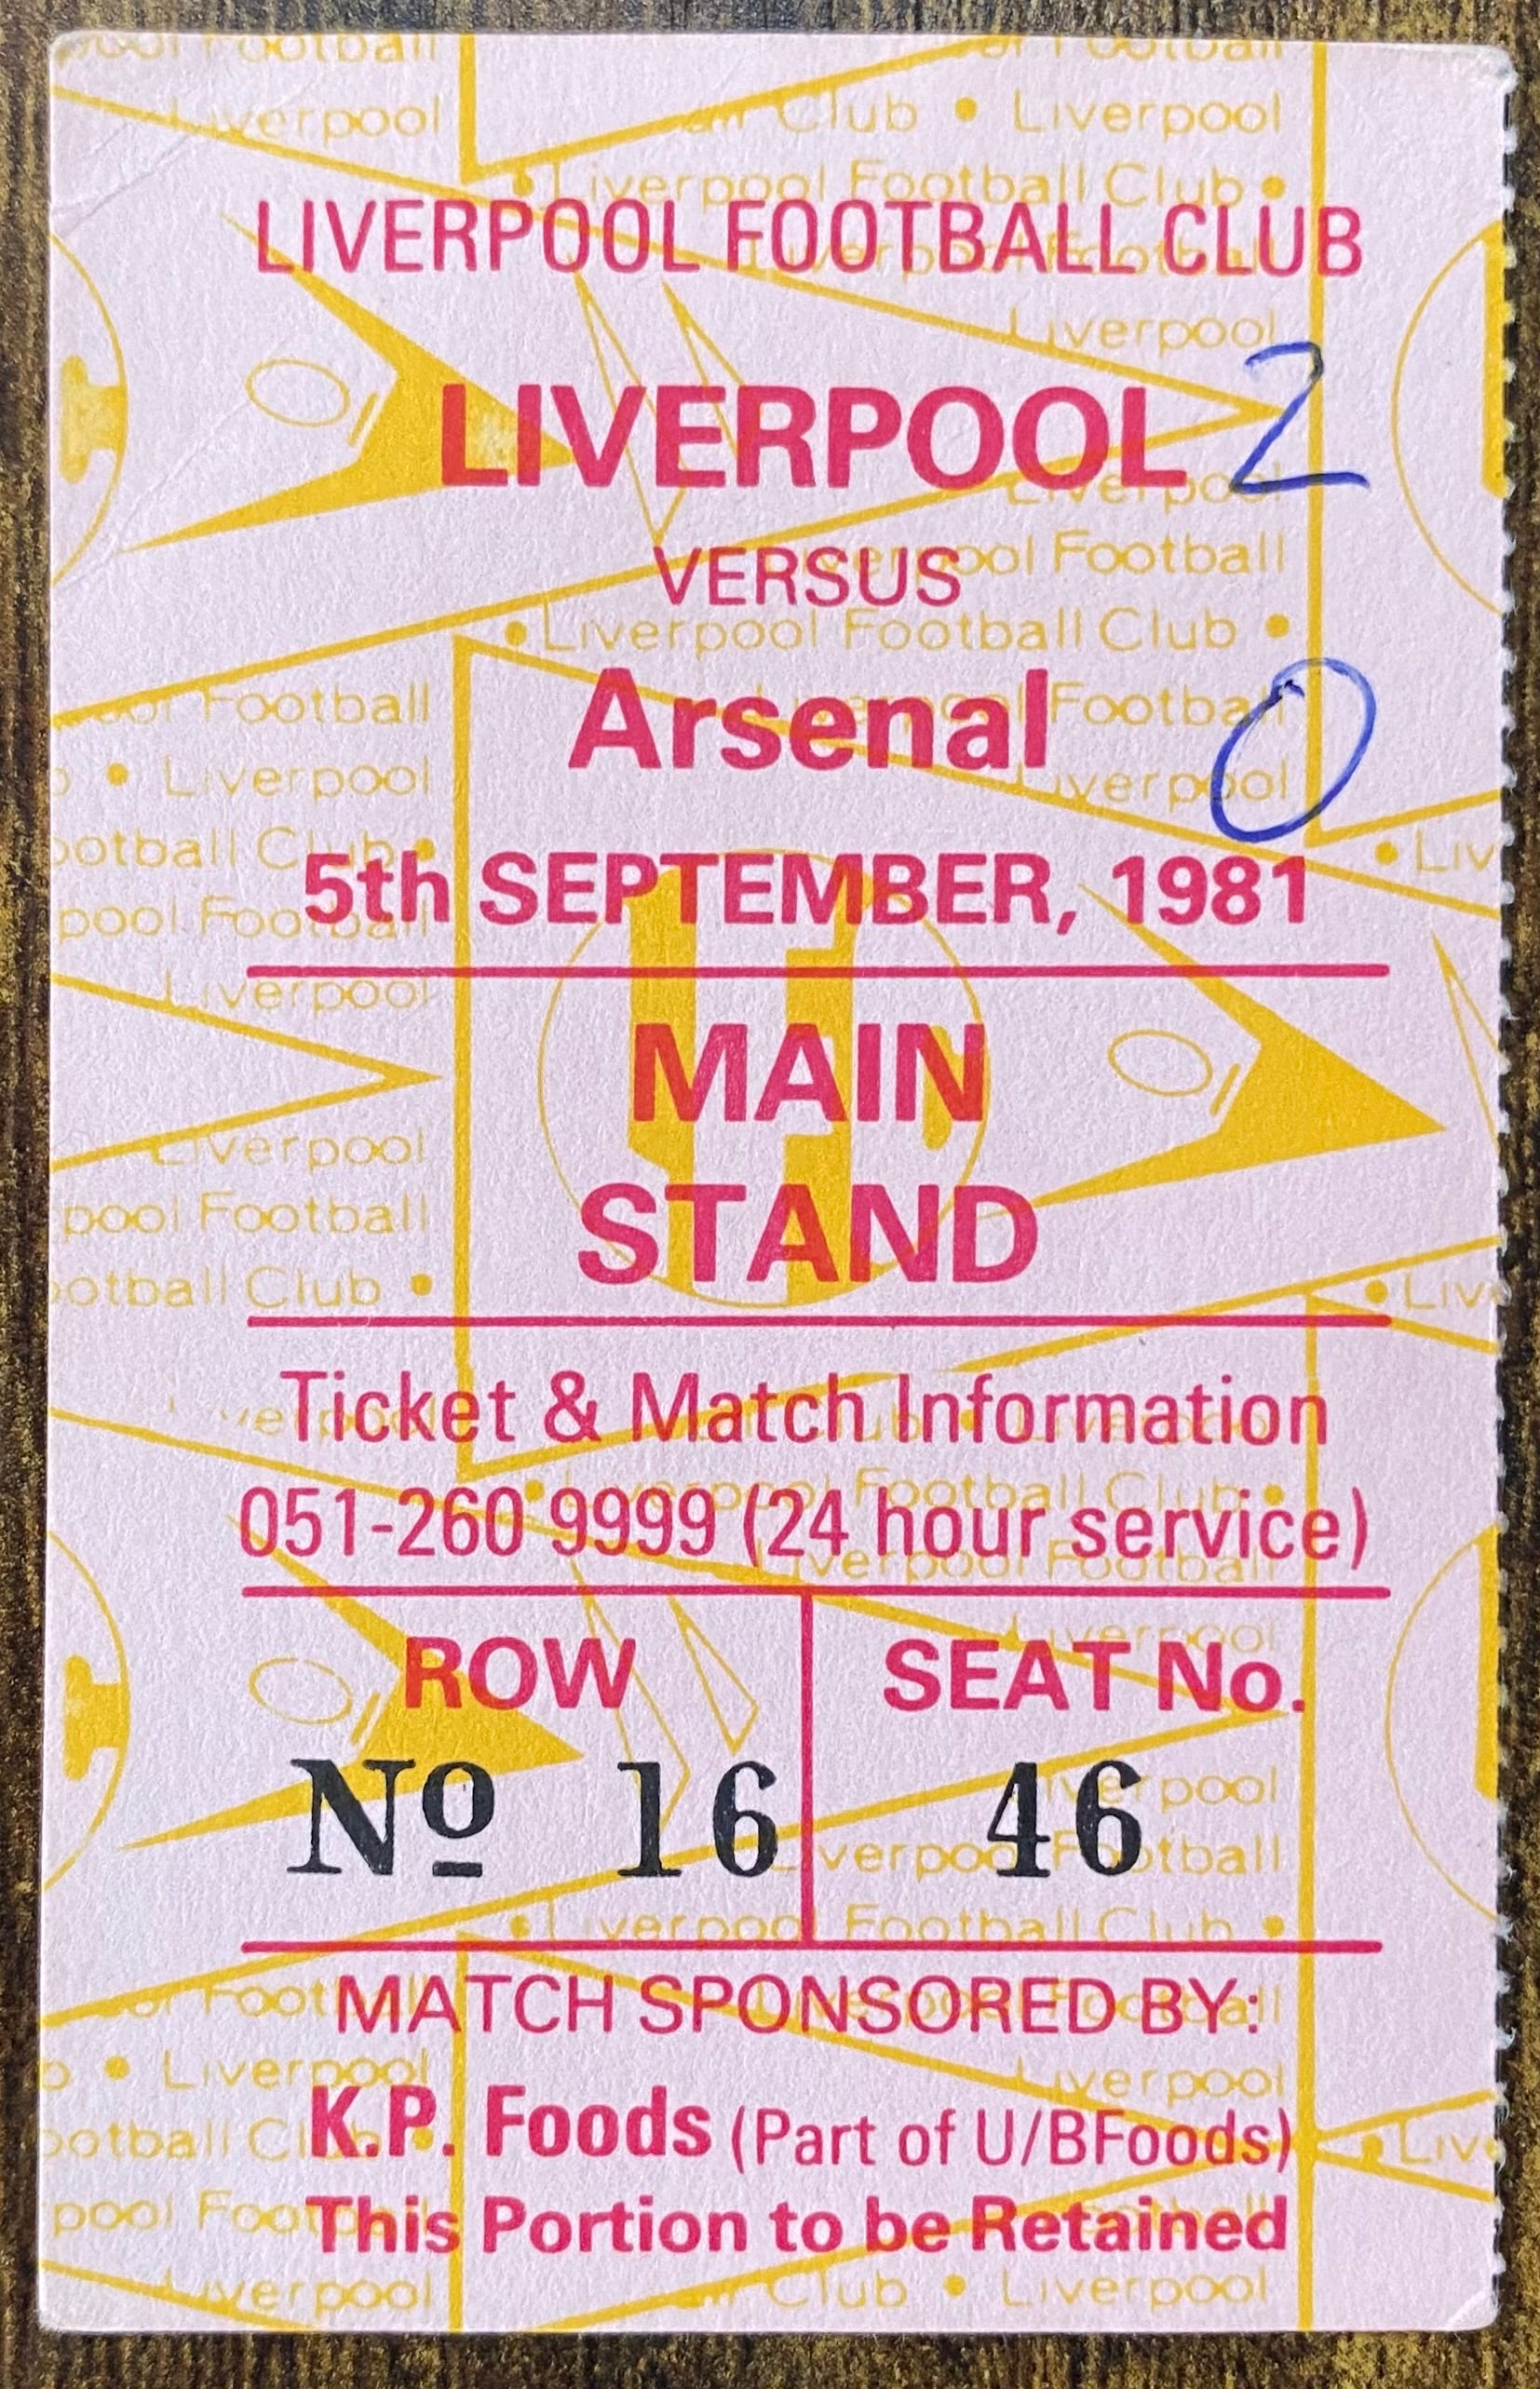 LIVERPOOL FOOTBALL CLUB
LIVERPOOL 2
VERSUS
Arsenal 0
5th SEPTEMBER, 1981
MAIN
STAND
Ticket & Match Information
051-260 9999 (24 hour service)
ROW SEAT No.
Nº 16 46
MATCH SPONSORED BY:
K.P. Foods (Part of U/BFoods)
This Portion to be Retained